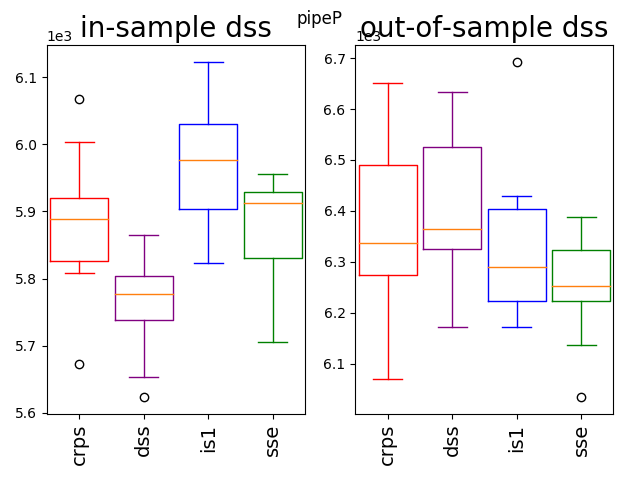 pipeP
in-sample dss
1e3
6.1
6.0
5.9
5.8
5.7
5.6
crps
dss
is1
sse
out-of-sample dss
1e3
6.7
6.6
6.5
6.4
6.3
6.2
6.1
crps
dss
is1
sse